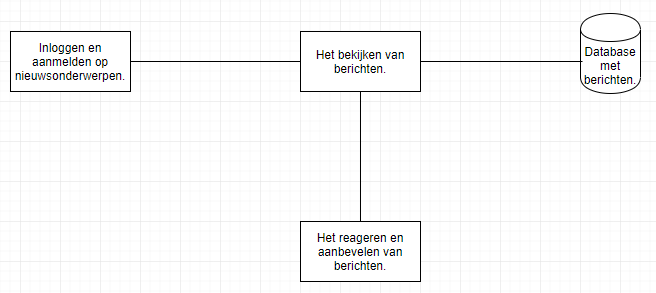 Inloggen en
aanmelden op
nieuwsonderwerpen.
Het bekijken van
berichten.
Database
met
berichten.
Het reageren en
aanbevelen van
berichten.